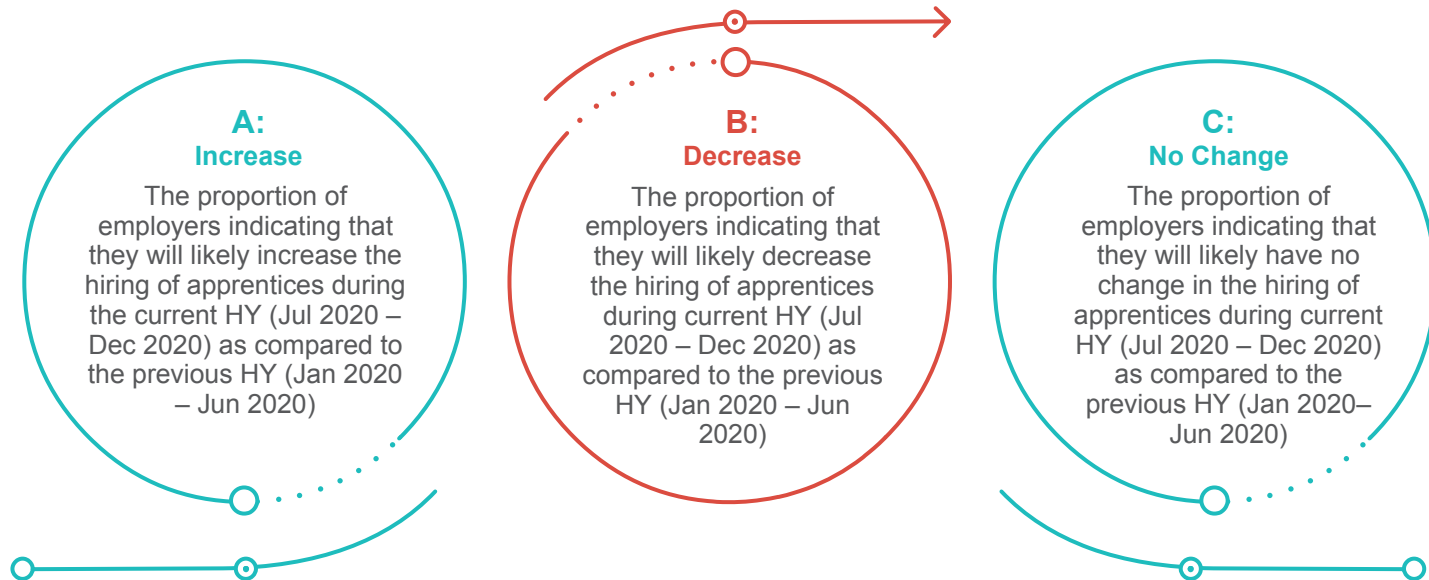 A:
Increase
The proportion of
employers indicating that
they will likely increase the
hiring of apprentices during
the current HY (Jul 2020 –
Dec 2020) as compared to
the previous HY (Jan 2020
– Jun 2020)
B:
Decrease
The proportion of
employers indicating that
they will likely decrease
the hiring of apprentices
during current HY (Jul
2020 – Dec 2020) as
compared to the previous
HY (Jan 2020 – Jun
2020)
C:
No Change
The proportion of
employers indicating that
they will likely have no
change in the hiring of
apprentices during current
HY (Jul 2020 – Dec 2020)
as compared to the
previous HY (Jan 2020–
Jun 2020)